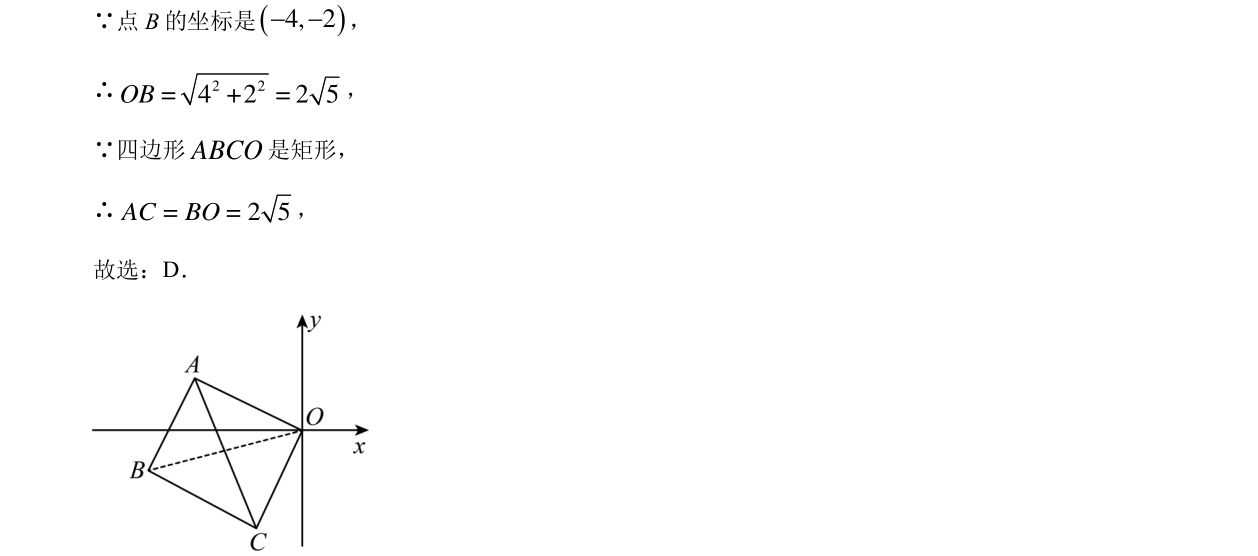 ∵点 B 的坐标是(−4,−2),
∴ OB = √(4² + 2²) = 2√5 ,
∵四边形 ABCO 是矩形,
∴ AC = BO = 2√5 ,
故选：D.
y
A
O
x
B
C